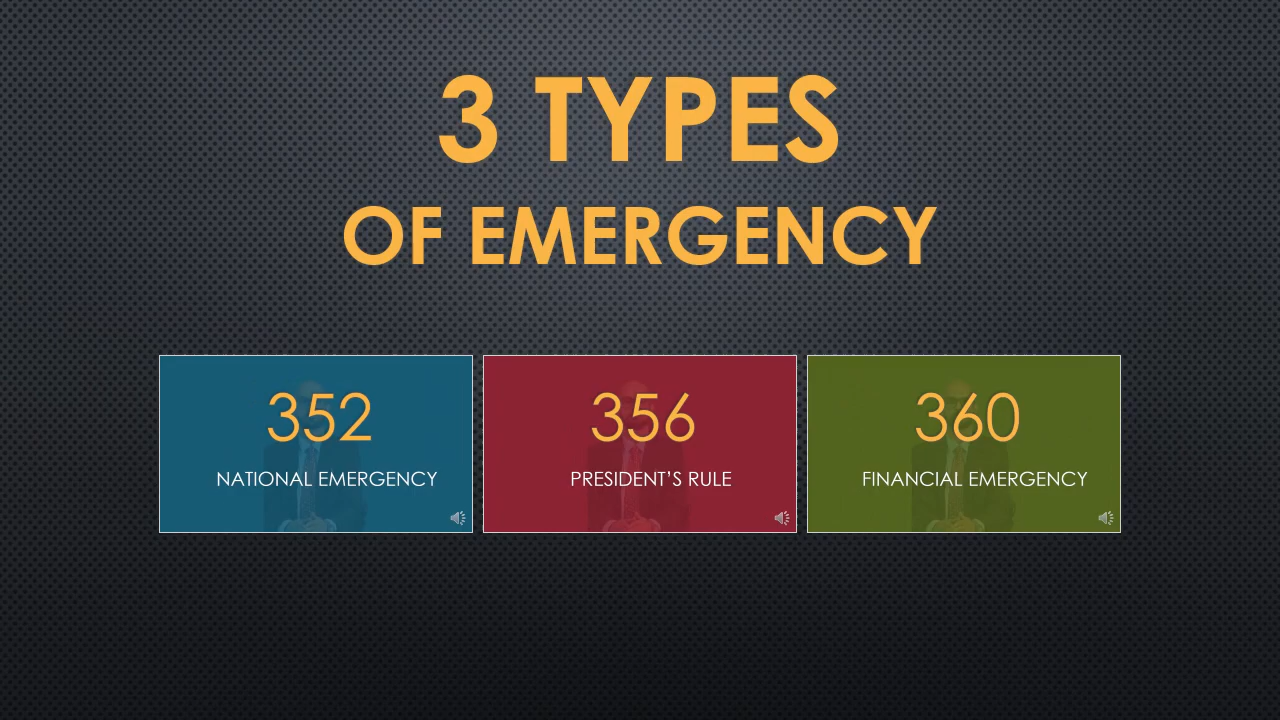 3 TYPES
OF EMERGENCY
352
NATIONAL EMERGENCY
356
PRESIDENT’S RULE
360
FINANCIAL EMERGENCY